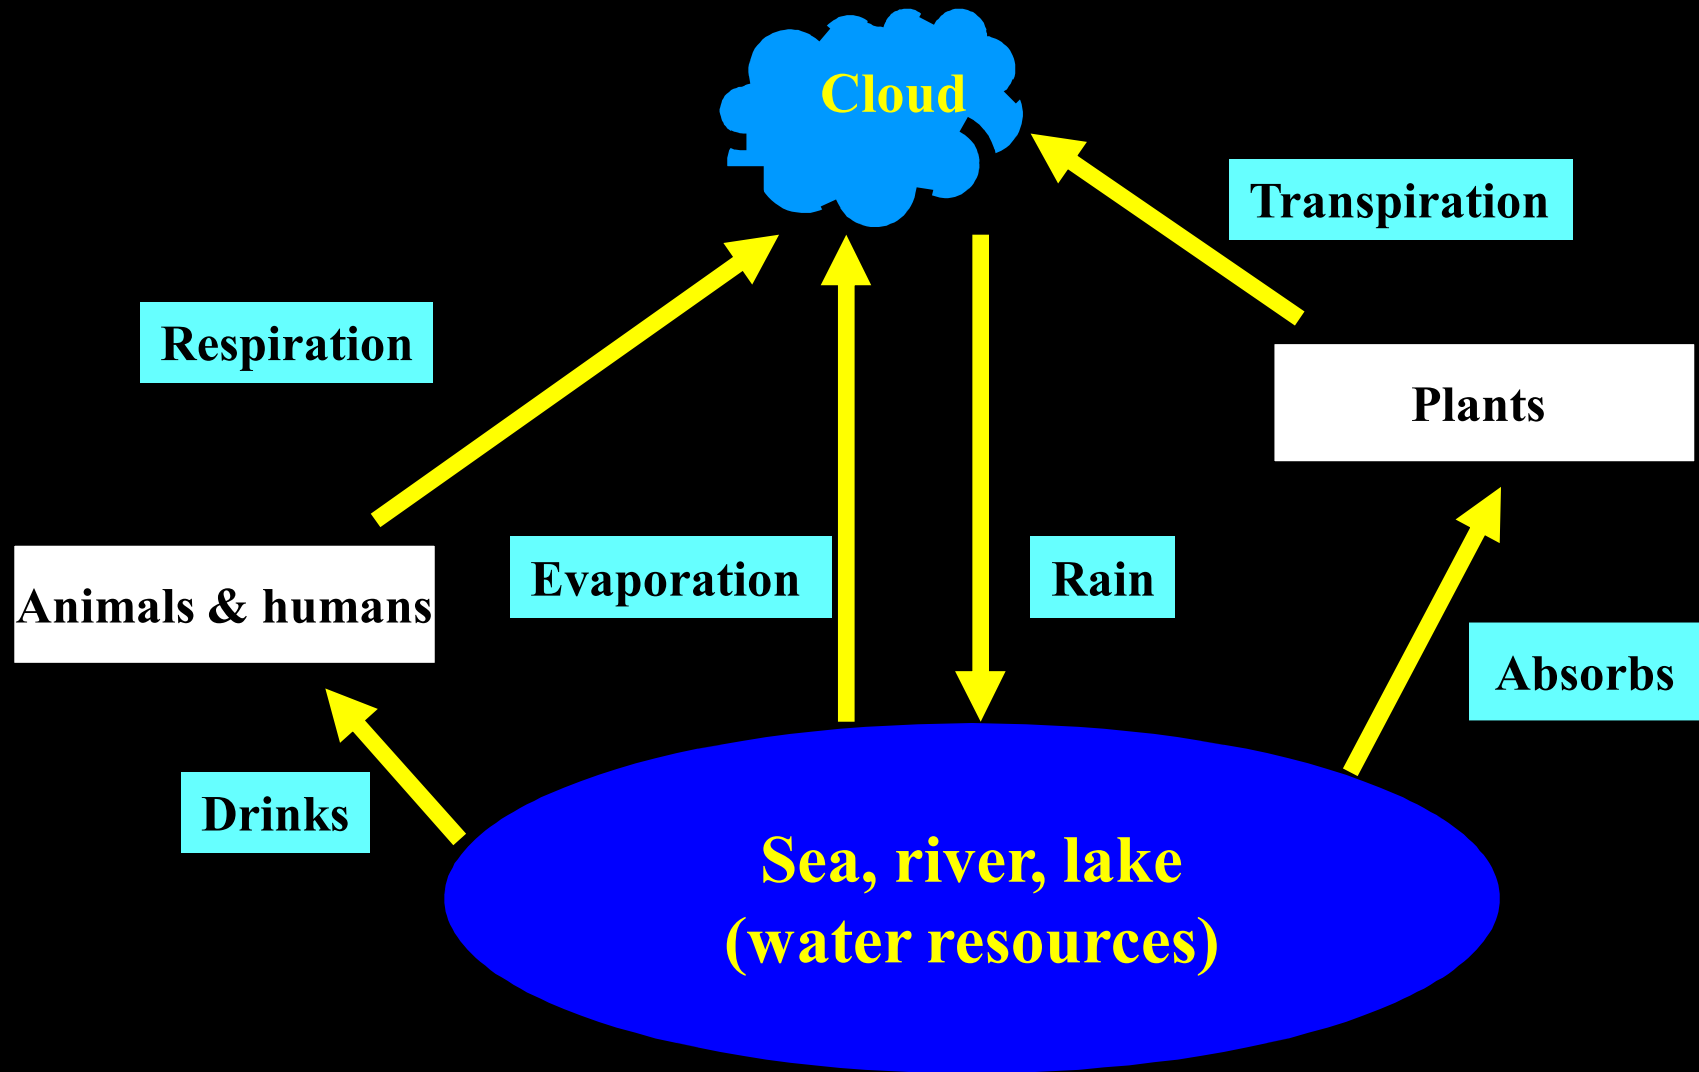 Cloud
Transpiration
Respiration
Plants
Evaporation
Rain
Animals & humans
Absorbs
Drinks
Sea, river, lake
(water resources)